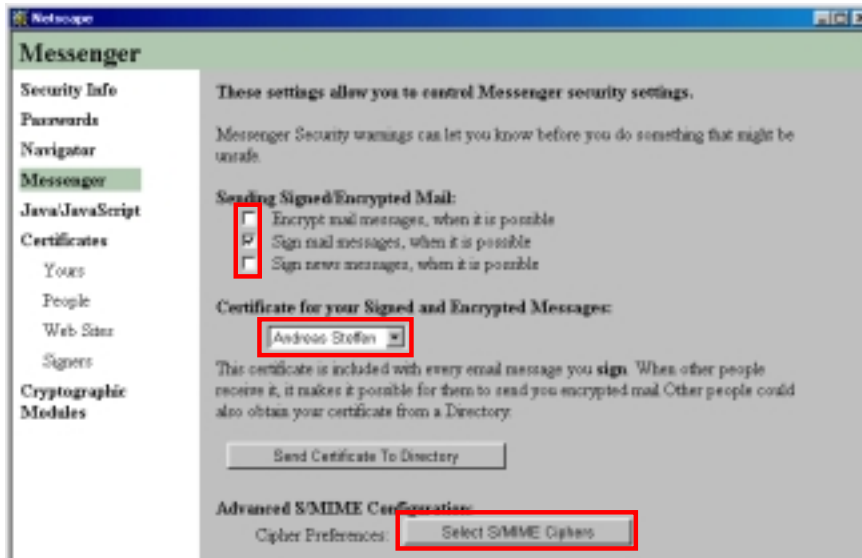 Netscape
Messenger
Security Info
Passwords
Navigator
Messenger
Java/JavaScript
Certificates
Yours
People
Web Sites
Signers
Cryptographic
Modules
These settings allow you to control Messenger security settings.
Messenger Security warnings can let you know before you do something that might be
unsafe.
Sending Signed/Encrypted Mail:
Encrypt mail messages, when it is possible
Sign mail messages, when it is possible
Sign news messages, when it is possible
Certificate for your Signed and Encrypted Messages:
Andreas Steffen
This certificate is included with every email message you sign. When other people
receive it, it makes it possible for them to send you encrypted mail. Other people could
also obtain your certificate from a Directory.
Send Certificate To Directory
Advanced S/MIME Configuration:
Cipher Preferences: Select S/MIME Ciphers